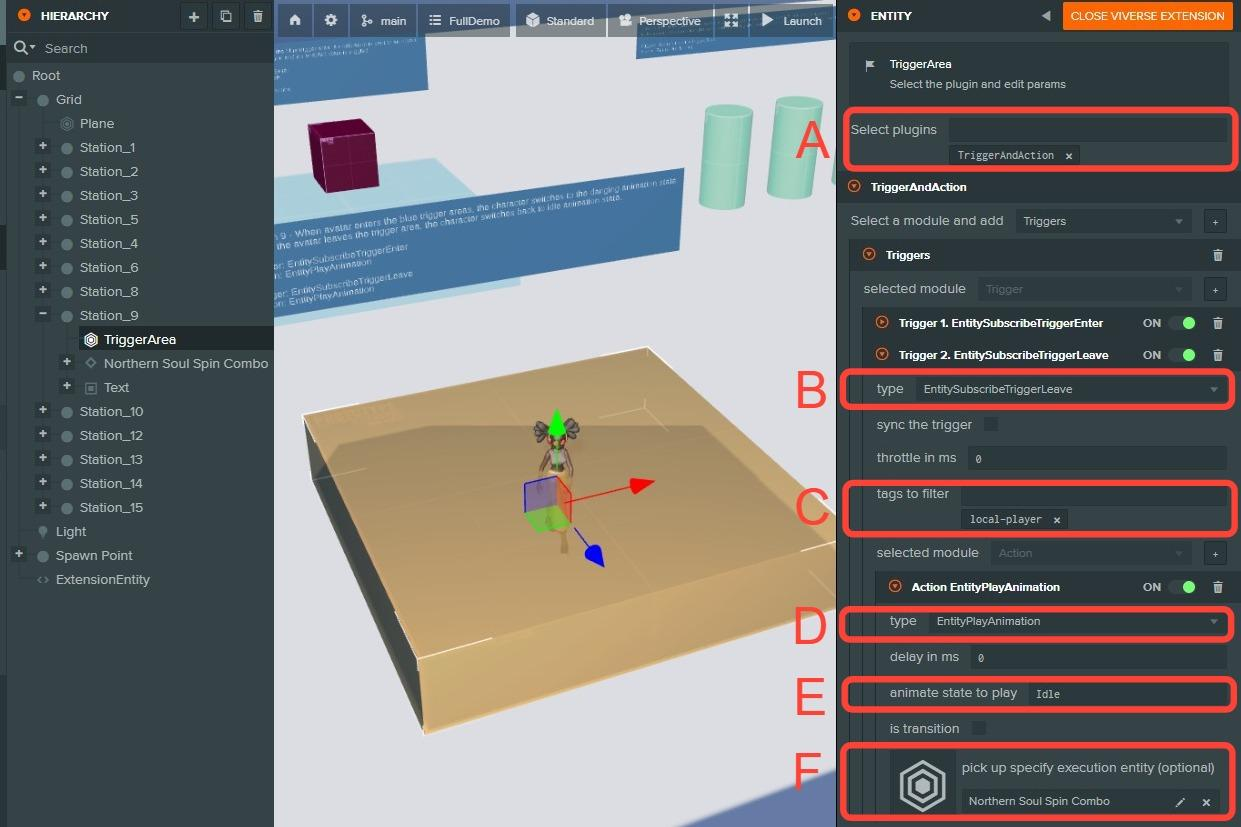 HIERARCHY
Search
Root
Grid
Plane
Station_1
Station_2
Station_3
Station_5
Station_4
Station_6
Station_8
Station_9
TriggerArea
Northern Soul Spin Combo
Text
Station_10
Station_12
Station_13
Station_14
Station_15
Light
Spawn Point
ExtensionEntity
main
FullDemo
Standard
Perspective
Launch
9 - When avatar enters the blue trigger areas, the character switches to the danging animation state
the avatar leaves the trigger area, the character switches back to idle animation state.
EntitySubscribeTriggerEnter
EntityPlayAnimation
EntitySubscribeTriggerLeave
EntityPlayAnimation
A
B
C
D
E
F
ENTITY
CLOSE VIVERSE EXTENSION
TriggerArea
Select the plugin and edit params
Select plugins
TriggerAndAction ×
TriggerAndAction
Select a module and add Triggers +
Triggers
selected module Trigger +
Trigger 1. EntitySubscribeTriggerEnter ON
Trigger 2. EntitySubscribeTriggerLeave ON
type EntitySubscribeTriggerLeave
sync the trigger
throttle in ms 0
tags to filter
local-player ×
selected module Action +
Action EntityPlayAnimation ON
type EntityPlayAnimation
delay in ms 0
animate state to play Idle
is transition
pick up specify execution entity (optional)
Northern Soul Spin Combo ×